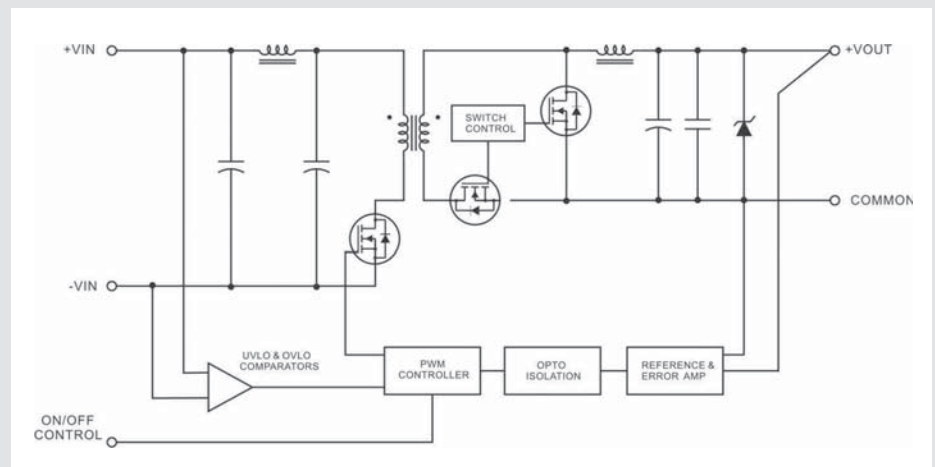 +VIN
+VOUT
SWITCH
CONTROL
COMMON
-VIN
UVLO & OVLO
COMPARATORS
PWM
CONTROLLER
OPTO
ISOLATION
REFERENCE &
ERROR AMP
ON/OFF
CONTROL